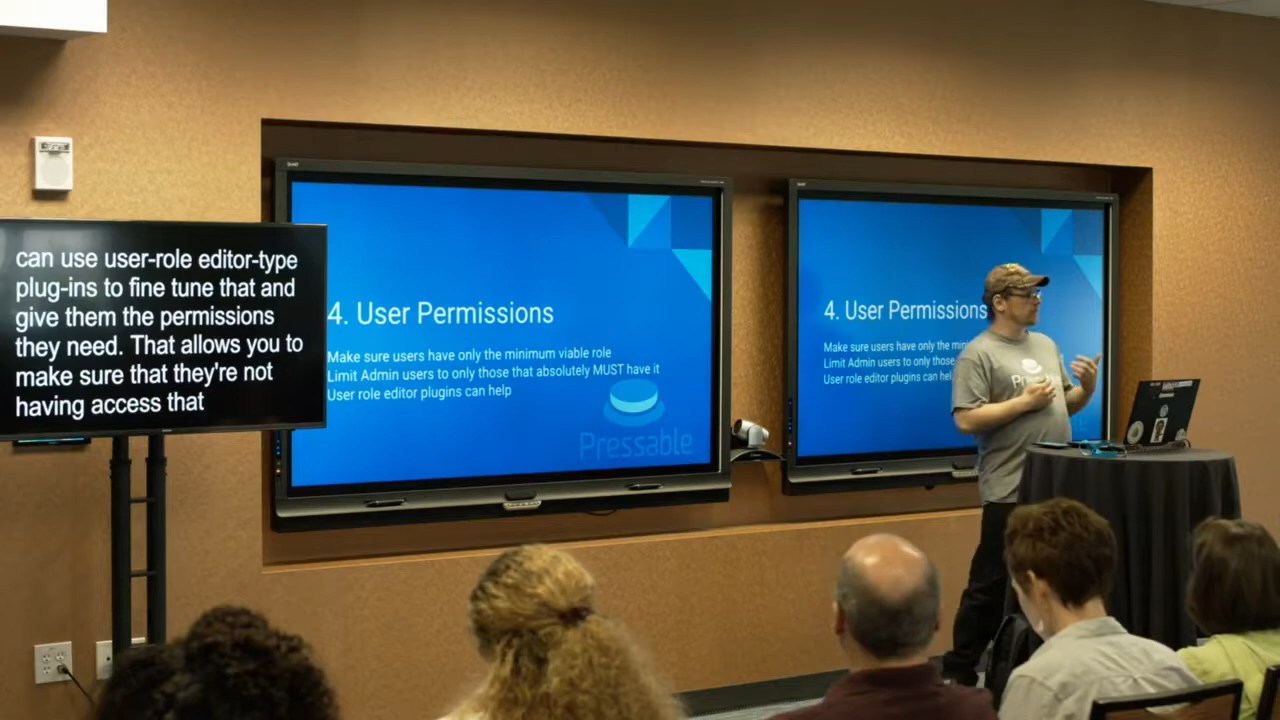 can use user-role editor-type
plug-ins to fine tune that and
give them the permissions
they need. That allows you to
make sure that they're not
having access that
4. User Permissions
Make sure users have only the minimum viable role
Limit Admin users to only those that absolutely MUST have it
User role editor plugins can help
Pressable
4. User Permissions
Make sure users have only the
Limit Admin users to only those
User role editor plugins can